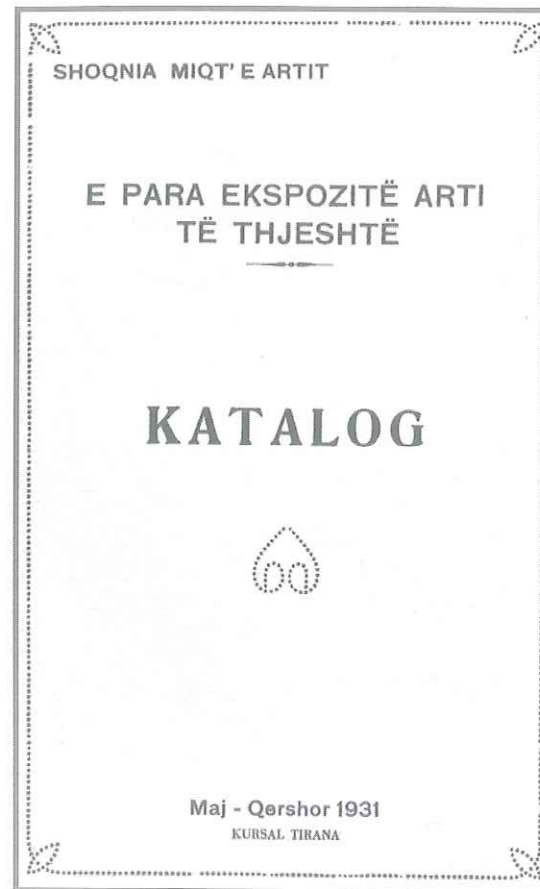 SHOQNIA MIQT' E ARTIT
E PARA EKSPOZITË ARTI
TË THJESHTË
KATALOG
Maj - Qershor 1931
KURSAL TIRANA